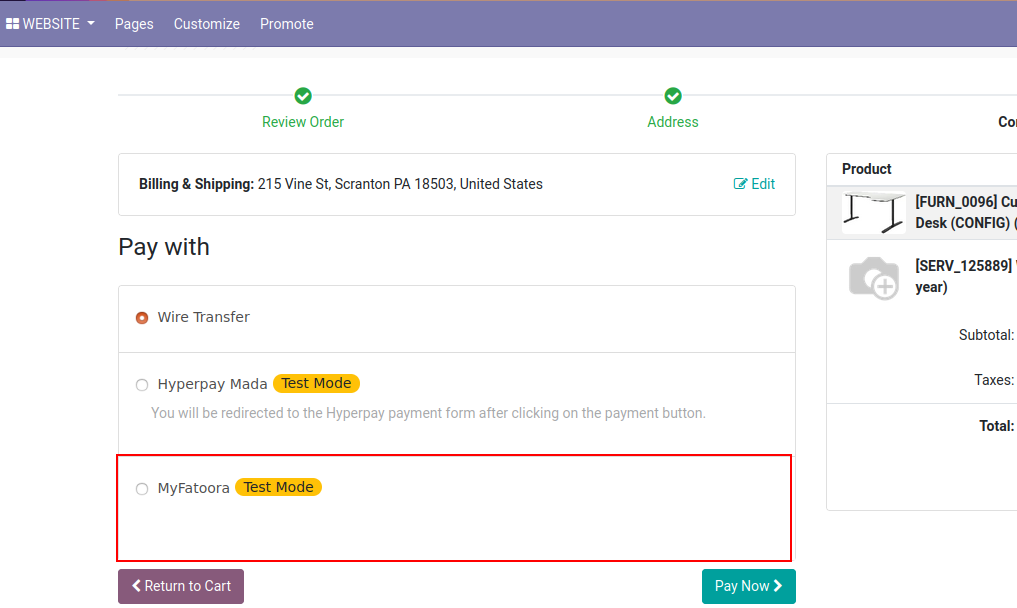 WEBSITE Pages Customize Promote
Review Order
Address
Con
Billing & Shipping: 215 Vine St, Scranton PA 18503, United States
Edit
Pay with
Wire Transfer
Hyperpay Mada Test Mode
You will be redirected to the Hyperpay payment form after clicking on the payment button.
MyFatoora Test Mode
Return to Cart
Pay Now
Product
[FURN_0096] Cu
Desk (CONFIG) (
[SERV_125889]
year)
Subtotal:
Taxes:
Total: